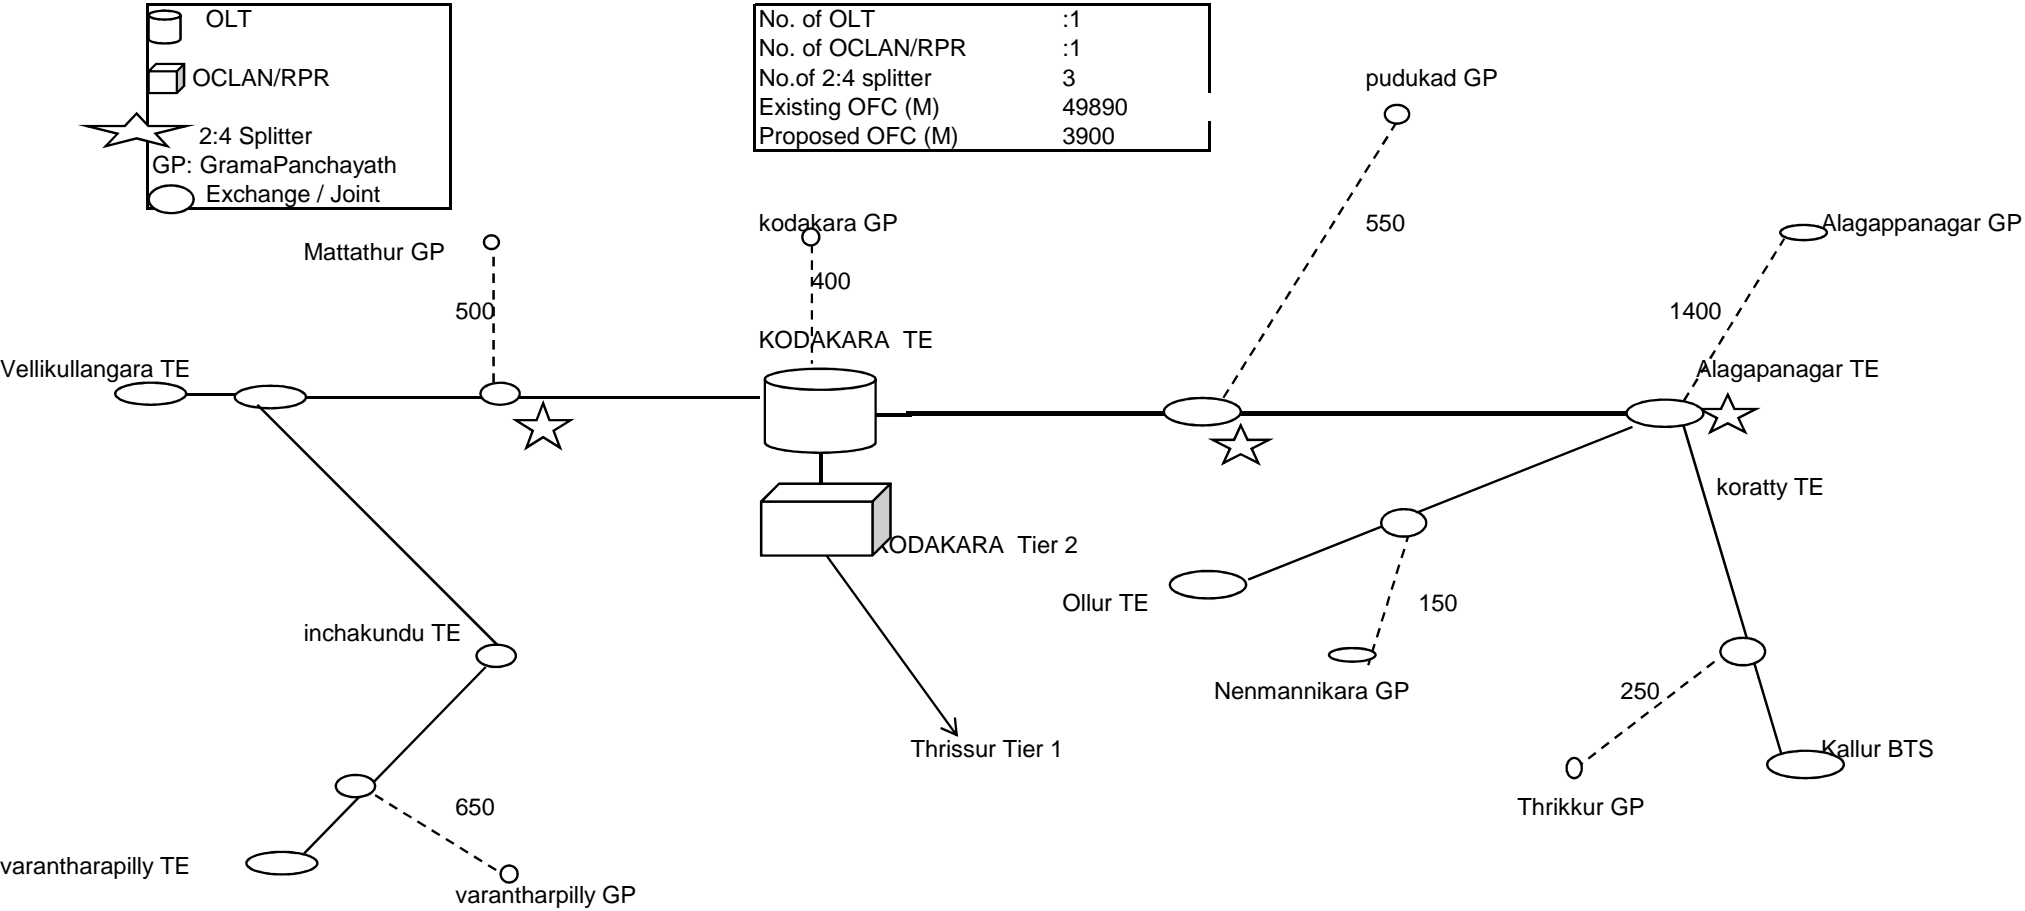 OLT
OCLAN/RPR
2:4 Splitter
GP: GramaPanchayath
Exchange / Joint
No. of OLT :1
No. of OCLAN/RPR :1
No.of 2:4 splitter 3
Existing OFC (M) 49890
Proposed OFC (M) 3900
pudukad GP
550
kodakara GP
400
Mattathur GP
500
Alagappanagar GP
1400
KODAKARA TE
Vellikullangara TE
Alagapanagar TE
koratty TE
KODAKARA Tier 2
Ollur TE
150
inchakundu TE
Nenmannikara GP
250
Thrissur Tier 1
Kallur BTS
650
Thrikkur GP
varantharapilly TE
varantharpilly GP